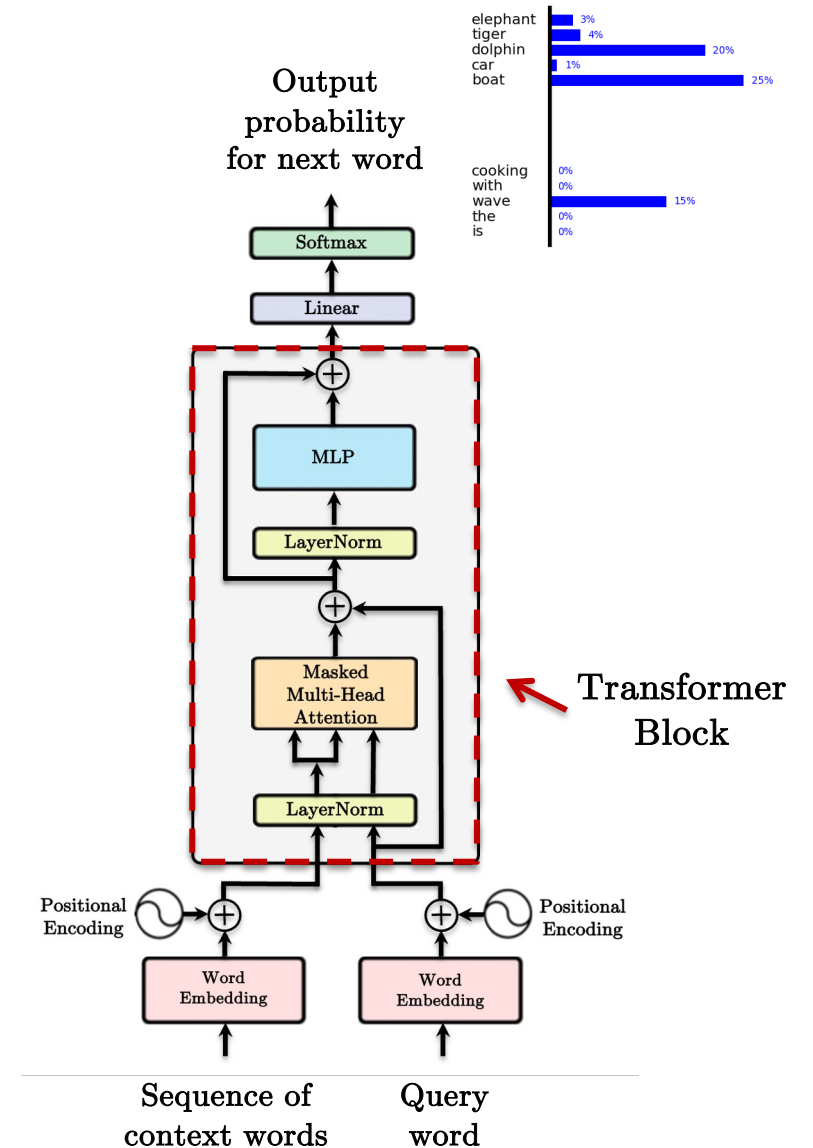 elephant 3%
tiger 4%
dolphin 20%
car 1%
boat 25%
cooking 0%
with 0%
wave 15%
the 0%
is 0%
Output
probability
for next word
Softmax
Linear
MLP
LayerNorm
Masked
Multi-Head
Attention
LayerNorm
Transformer
Block
Positional
Encoding
Positional
Encoding
Word
Embedding
Word
Embedding
Sequence of
context words
Query
word